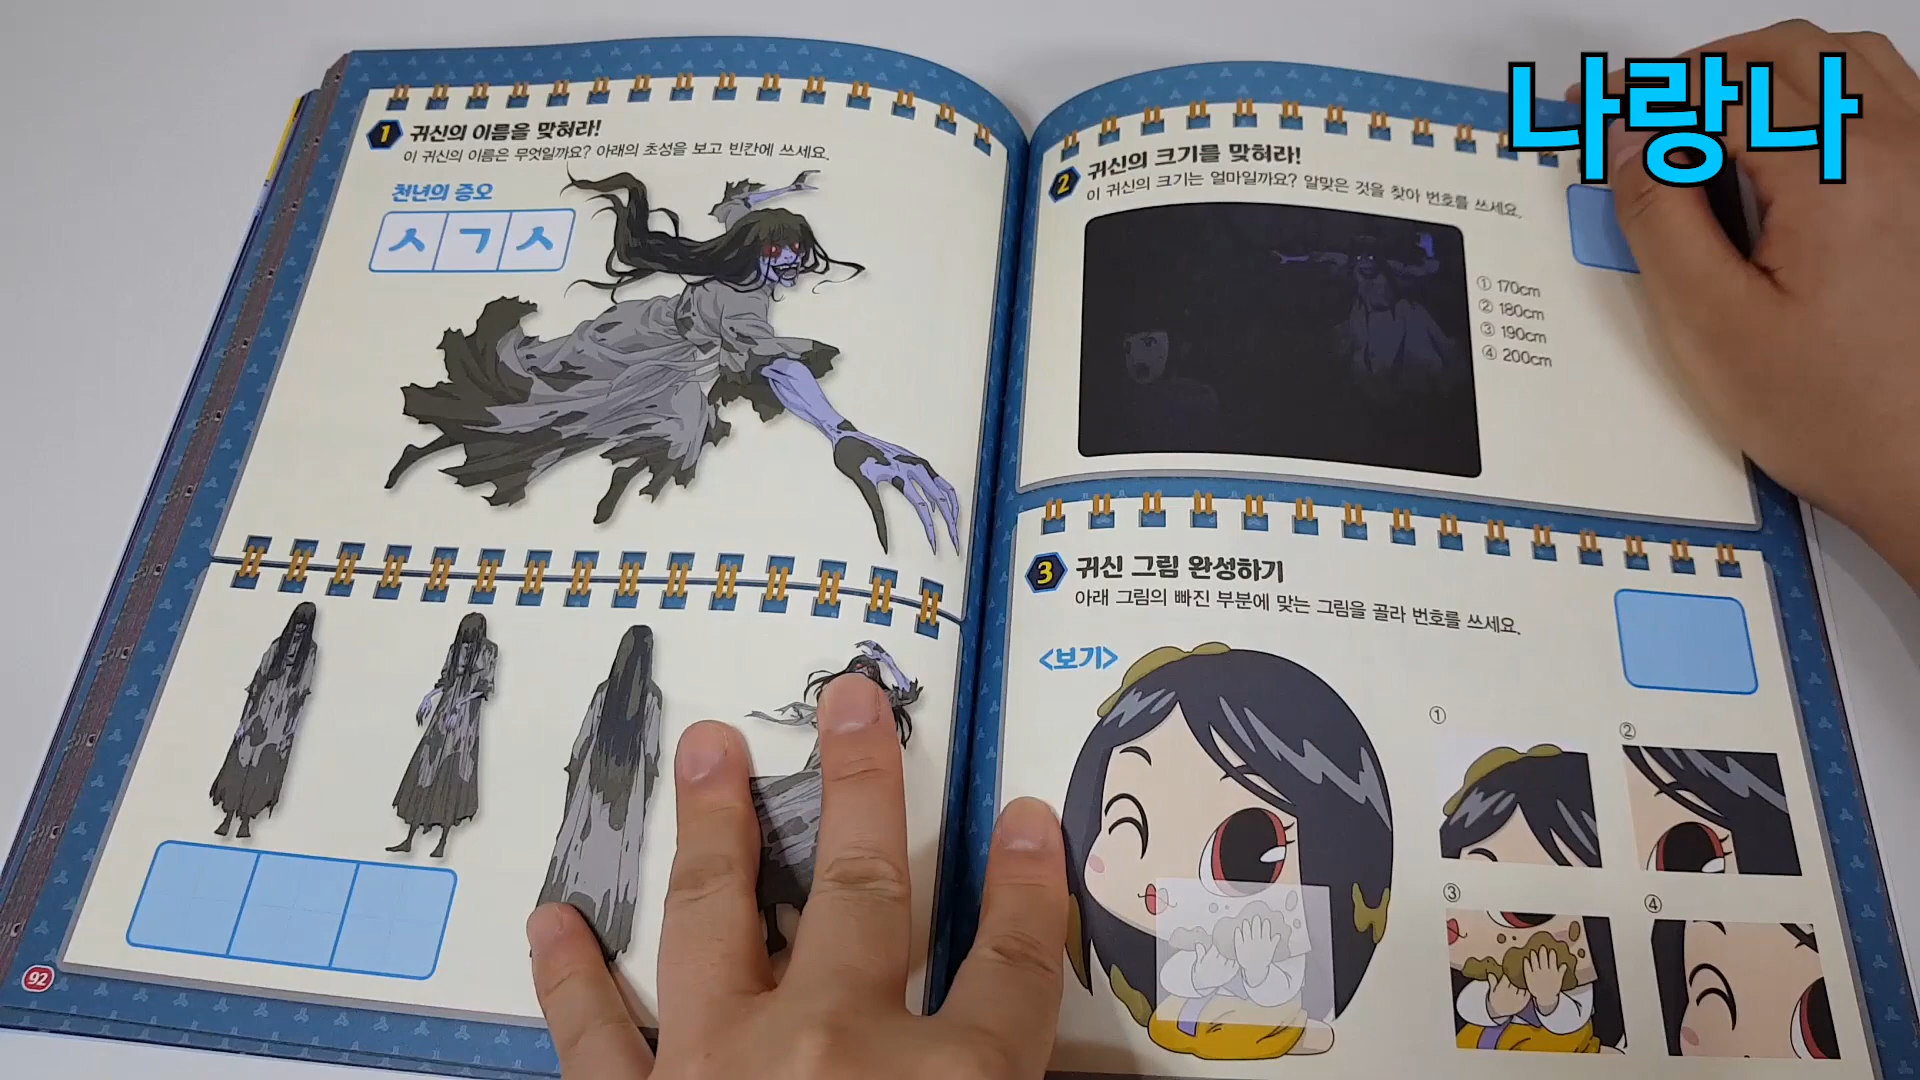 나랑나
1 귀신의 이름을 맞혀라!
이 귀신의 이름은 무엇일까요? 아래의 초성을 보고 빈칸에 쓰세요.
천년의 증오
ㅅ ㄱ ㅅ
92
2 귀신의 크기를 맞혀라!
이 귀신의 크기는 얼마일까요? 알맞은 것을 찾아 번호를 쓰세요.
① 170cm
② 180cm
③ 190cm
④ 200cm
3 귀신 그림 완성하기
아래 그림의 빠진 부분에 맞는 그림을 골라 번호를 쓰세요.
<보기>
①
②
③
④